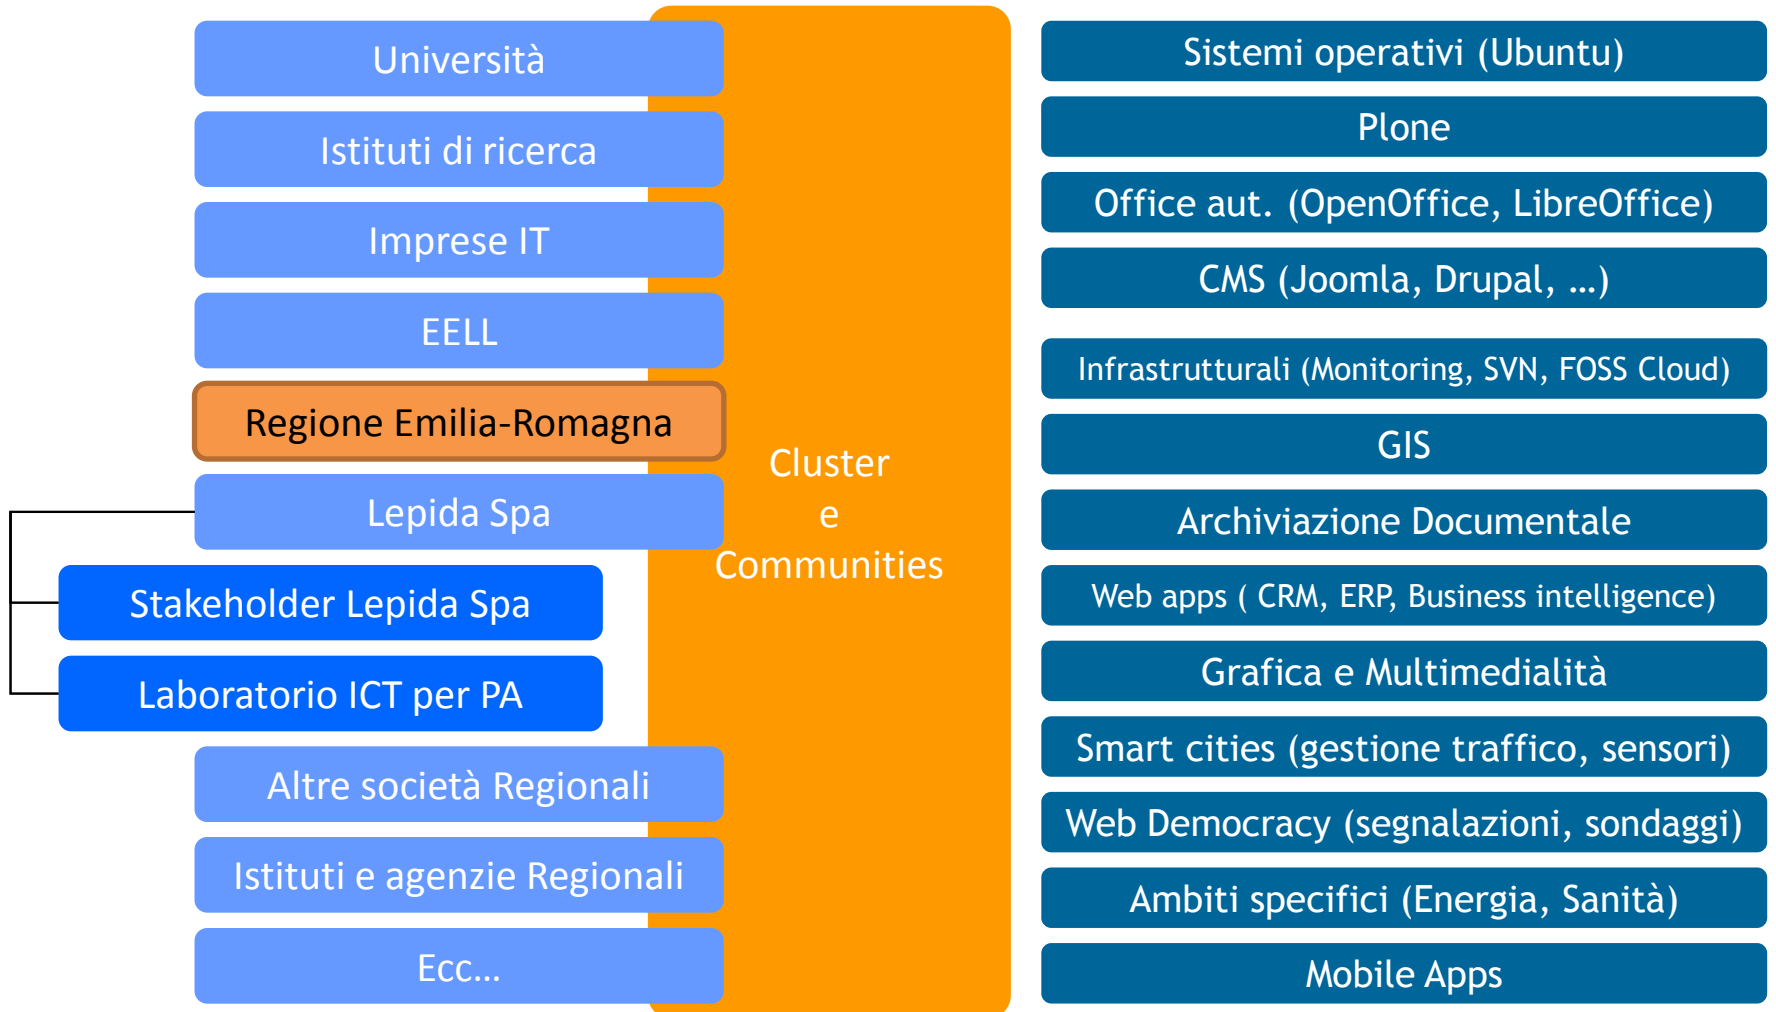 Università
Istituti di ricerca
Imprese IT
EELL
Regione Emilia-Romagna
Lepida Spa
Stakeholder Lepida Spa
Laboratorio ICT per PA
Altre società Regionali
Istituti e agenzie Regionali
Ecc...
Cluster
e
Communities
Sistemi operativi (Ubuntu)
Plone
Office aut. (OpenOffice, LibreOffice)
CMS (Joomla, Drupal, ...)
Infrastrutturali (Monitoring, SVN, FOSS Cloud)
GIS
Archiviazione Documentale
Web apps ( CRM, ERP, Business intelligence)
Grafica e Multimedialità
Smart cities (gestione traffico, sensori)
Web Democracy (segnalazioni, sondaggi)
Ambiti specifici (Energia, Sanità)
Mobile Apps